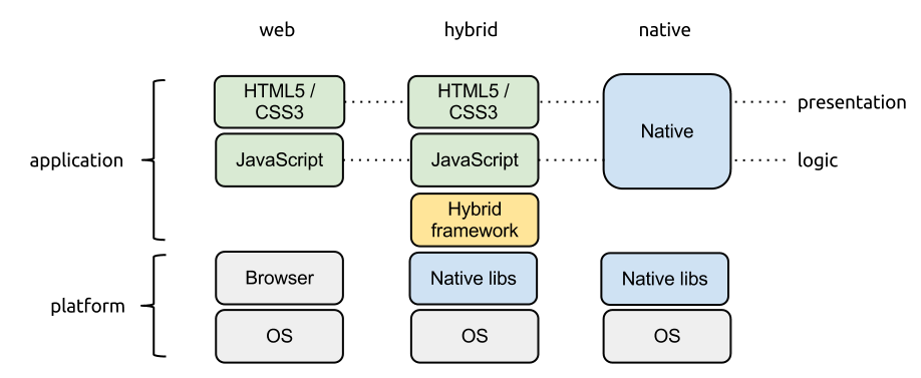 web
hybrid
native
HTML5 /
CSS3
HTML5 /
CSS3
Native
presentation
application
JavaScript
JavaScript
logic
Hybrid
framework
platform
Browser
Native libs
Native libs
OS
OS
OS